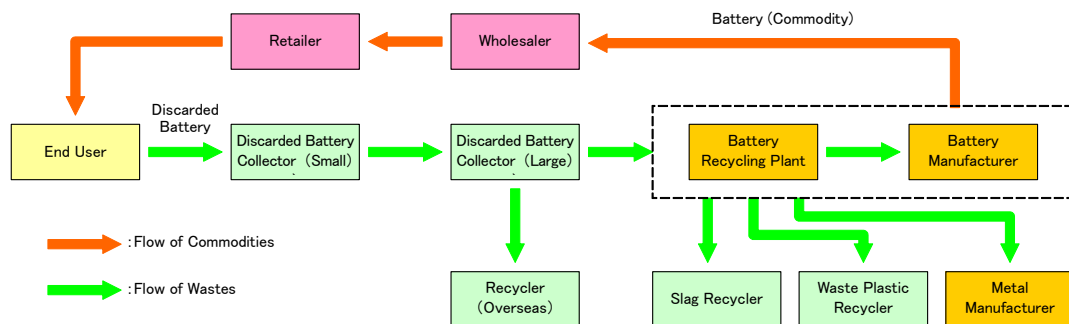 Battery (Commodity)
Retailer
Wholesaler
Discarded
Battery
End User
Discarded Battery
Collector (Small)
Discarded Battery
Collector (Large)
Battery
Recycling Plant
Battery
Manufacturer
:Flow of Commodities
:Flow of Wastes
Recycler
(Overseas)
Slag Recycler
Waste Plastic
Recycler
Metal
Manufacturer